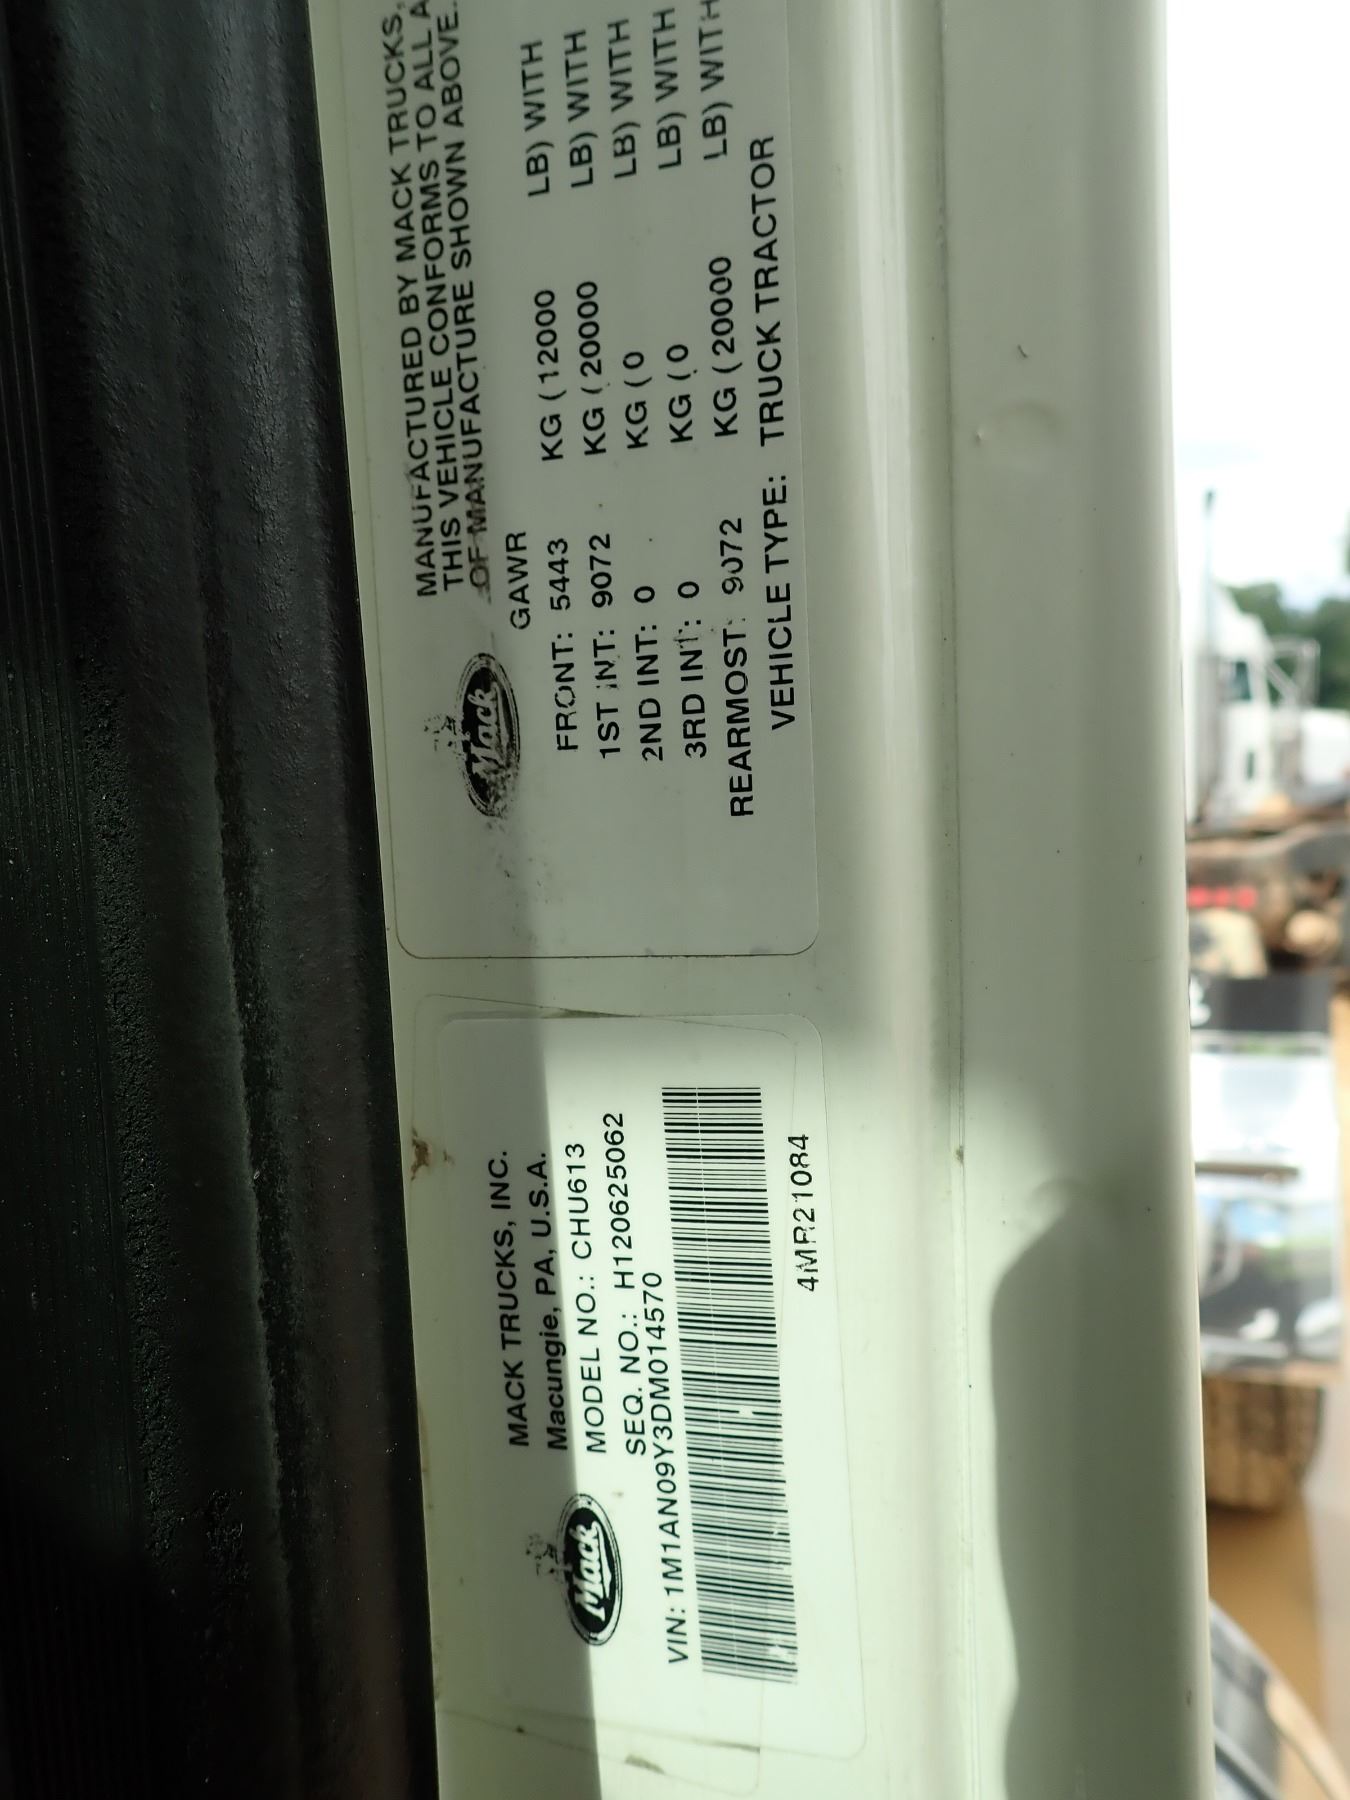 MANUFACTURED BY MACK TRUCKS,
THIS VEHICLE CONFORMS TO ALL A
OF MANUFACTURE SHOWN ABOVE.
Mack
GAWR
FRONT: 5443 KG (12000 LB) WITH
1ST INT: 9072 KG (20000 LB) WITH
2ND INT: 0 KG (0 LB) WITH
3RD INT: 0 KG (0 LB) WITH
REARMOST: 9072 KG (20000 LB) WITH
VEHICLE TYPE: TRUCK TRACTOR
MACK TRUCKS, INC.
Macungie, PA, U.S.A.
MODEL NO.: CHU613
SEQ. NO.: H120625062
Mack
VIN: 1M1AN09Y3DM014570
4MR21084